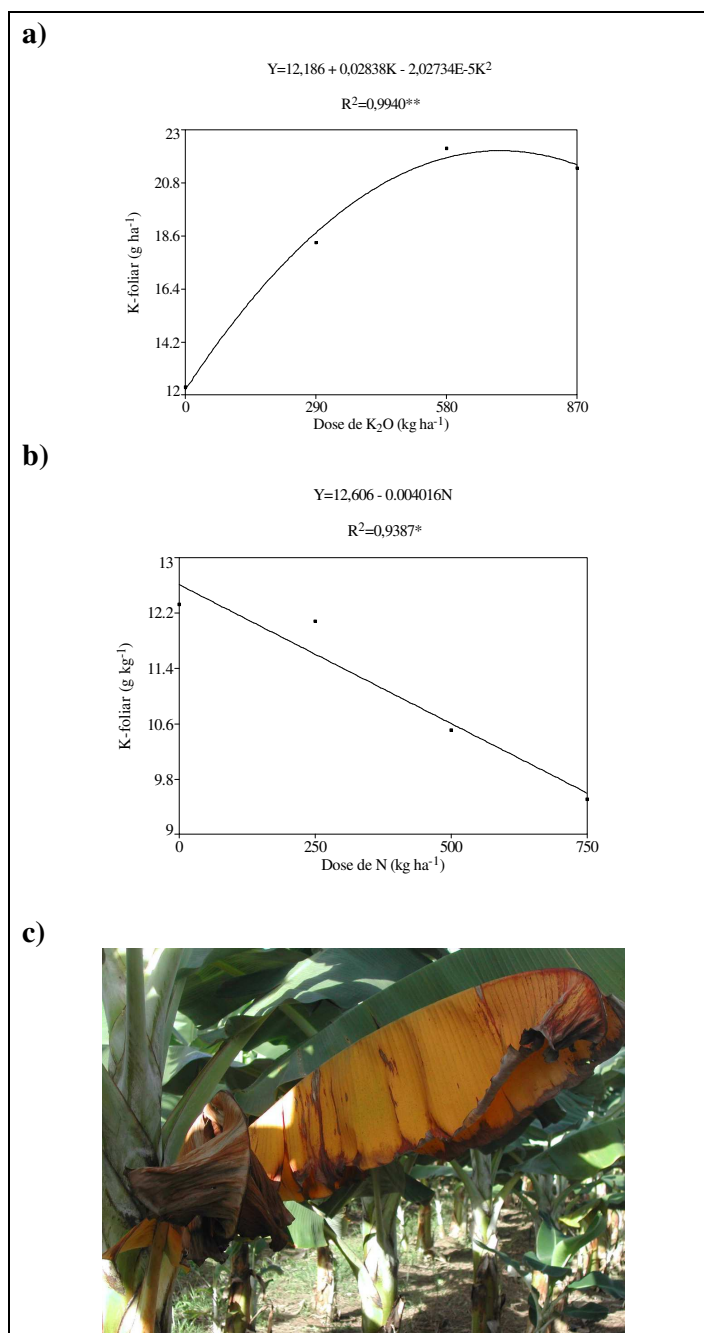 a)
Y=12,186 + 0,02838K - 2,02734E-5K²
R²=0,9940**
23
20.8
18.6
16.4
14.2
12
K-foliar (g ha⁻¹)
0 290 580 870
Dose de K₂O (kg ha⁻¹)
b)
Y=12,606 - 0.004016N
R²=0,9387*
13
12.2
11.4
10.6
9.8
9
K-foliar (g kg⁻¹)
0 250 500 750
Dose de N (kg ha⁻¹)
c)